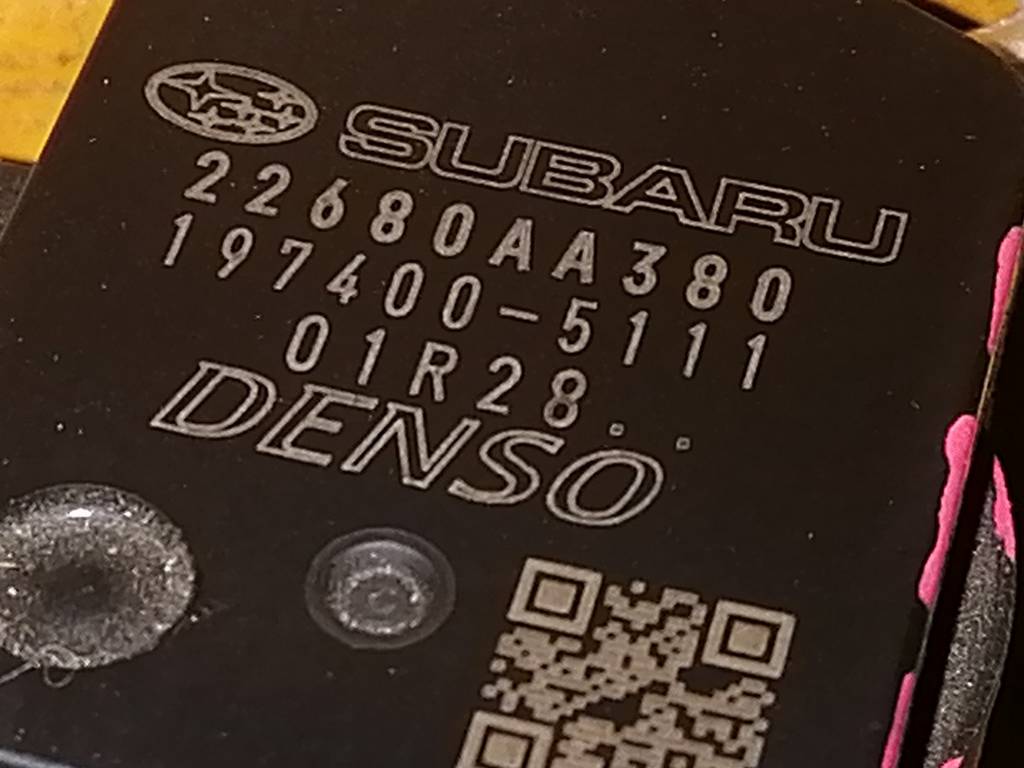 SUBARU
22680AA380
197400-5111
01R28..
DENSO